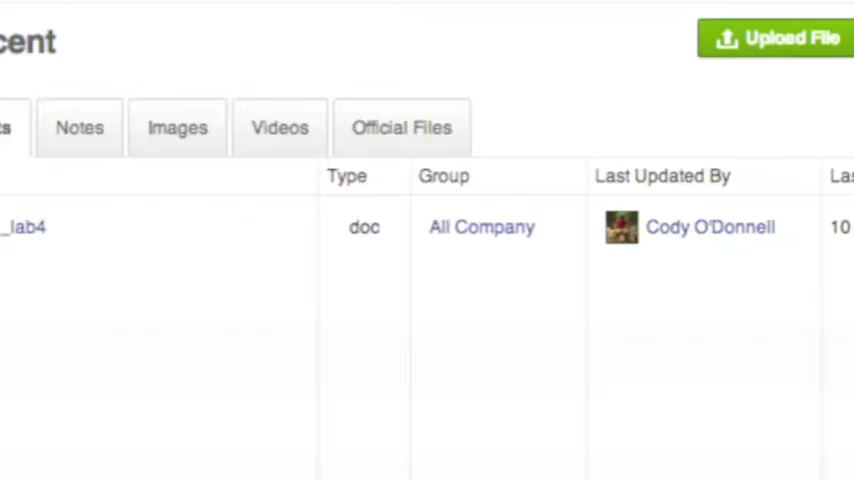 cent
Upload File
ts Notes Images Videos Official Files
Type Group Last Updated By Las
_lab4 doc All Company Cody O'Donnell 10